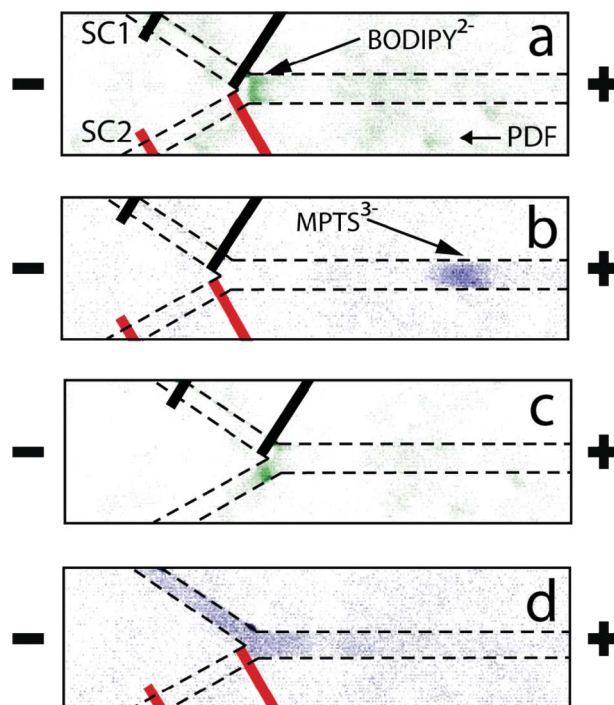 SC1
BODIPY2-
a
−
+
SC2
PDF
MPTS3-
b
−
+
c
−
+
d
−
+